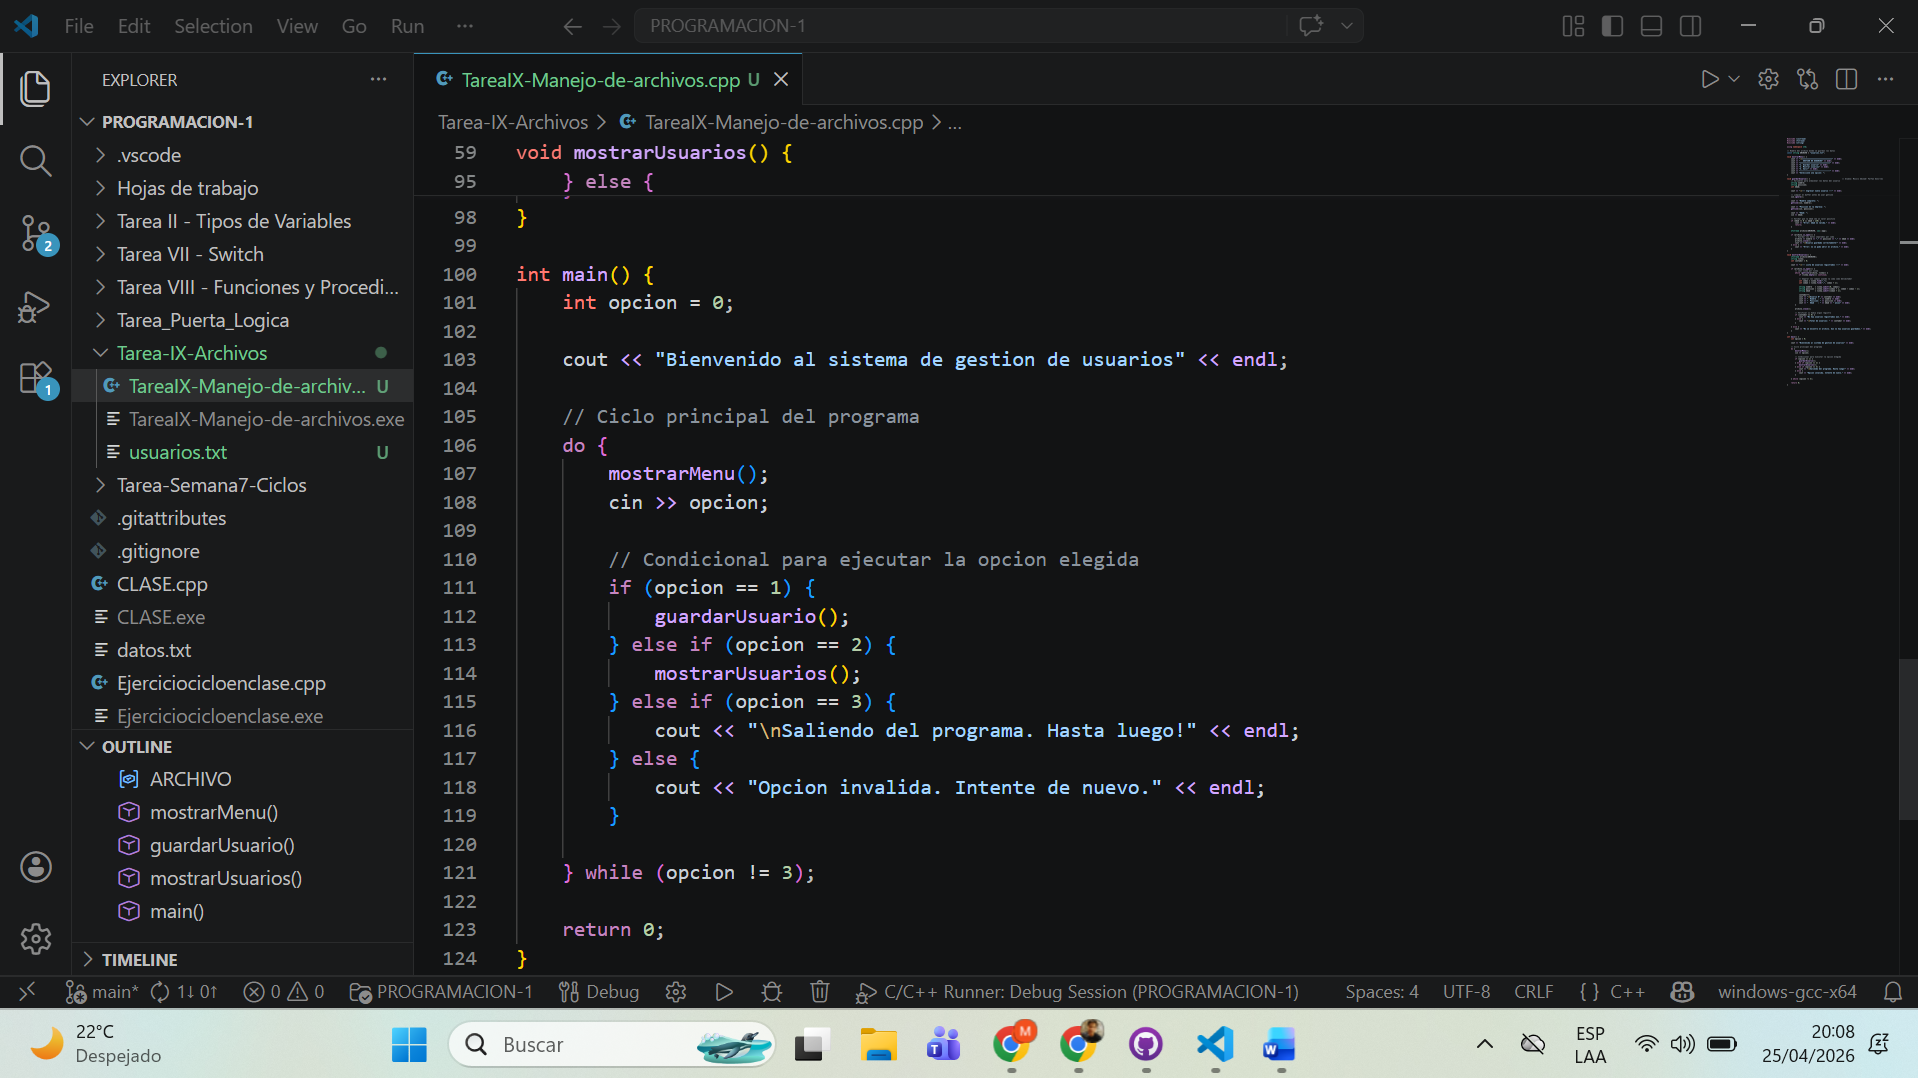 File Edit Selection View Go Run ···
PROGRAMACION-1
EXPLORER ···
PROGRAMACION-1
.vscode
Hojas de trabajo
Tarea II - Tipos de Variables
Tarea VII - Switch
Tarea VIII - Funciones y Procedi...
Tarea_Puerta_Logica
Tarea-IX-Archivos
TareaIX-Manejo-de-archiv... U
TareaIX-Manejo-de-archivos.exe
usuarios.txt U
Tarea-Semana7-Ciclos
.gitattributes
.gitignore
CLASE.cpp
CLASE.exe
datos.txt
Ejerciciocicloenclase.cpp
Ejerciciocicloenclase.exe
OUTLINE
ARCHIVO
mostrarMenu()
guardarUsuario()
mostrarUsuarios()
main()
TIMELINE
2
1
TareaIX-Manejo-de-archivos.cpp U
Tarea-IX-Archivos > TareaIX-Manejo-de-archivos.cpp > ...
59 void mostrarUsuarios() {
95 } else {
98 }
99
100 int main() {
101 int opcion = 0;
102
103 cout << "Bienvenido al sistema de gestion de usuarios" << endl;
104
105 // Ciclo principal del programa
106 do {
107 mostrarMenu();
108 cin >> opcion;
109
110 // Condicional para ejecutar la opcion elegida
111 if (opcion == 1) {
112 guardarUsuario();
113 } else if (opcion == 2) {
114 mostrarUsuarios();
115 } else if (opcion == 3) {
116 cout << "\nSaliendo del programa. Hasta luego!" << endl;
117 } else {
118 cout << "Opcion invalida. Intente de nuevo." << endl;
119 }
120
121 } while (opcion != 3);
122
123 return 0;
124 }
main* 1↓ 0↑ 0 0 PROGRAMACION-1 Debug C/C++ Runner: Debug Session (PROGRAMACION-1) Spaces: 4 UTF-8 CRLF {} C++ windows-gcc-x64
22°C
Despejado
Buscar
M
T
W
ESP
LAA
20:08
25/04/2026